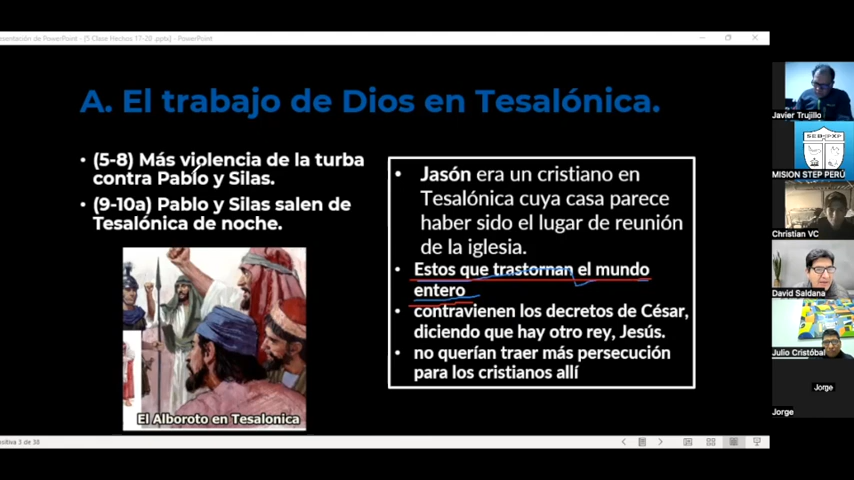 Presentación de PowerPoint - [5 Clase Hechos 17-20 .pptx] - PowerPoint
A. El trabajo de Dios en Tesalónica.
• (5-8) Más violencia de la turba
contra Pablo y Silas.
• (9-10a) Pablo y Silas salen de
Tesalónica de noche.
El Alboroto en Tesalonica
• Jasón era un cristiano en
Tesalónica cuya casa parece
haber sido el lugar de reunión
de la iglesia.
• Estos que trastornan el mundo
entero
• contravienen los decretos de César,
diciendo que hay otro rey, Jesús.
• no querían traer más persecución
para los cristianos allí
Javier Trujillo
MISION STEP PERÚ
Christian VC
David Saldana
Julio Cristóbal
Jorge
Jorge
ositiva 3 de 30